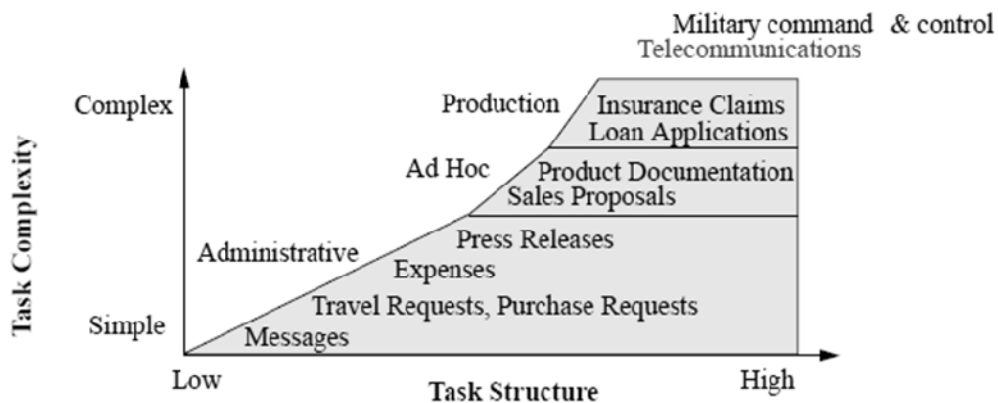 Military command & control
Telecommunications
Complex
Production
Insurance Claims
Loan Applications
Ad Hoc
Product Documentation
Sales Proposals
Task Complexity
Administrative
Press Releases
Expenses
Travel Requests, Purchase Requests
Simple
Messages
Low
Task Structure
High